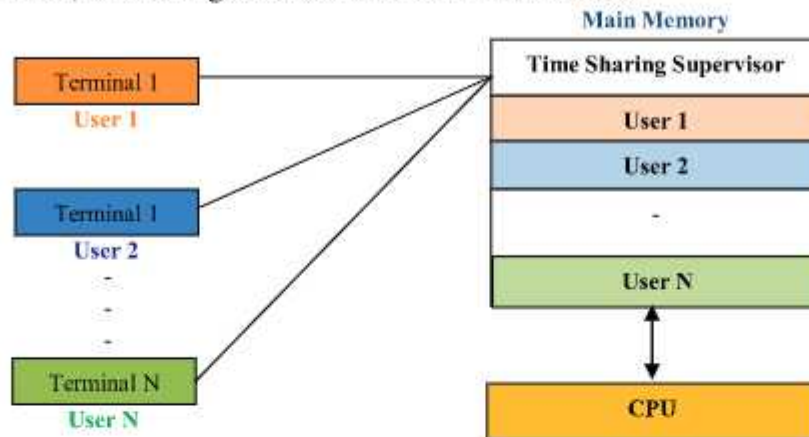 Main Memory
Time Sharing Supervisor
Terminal 1
User 1
User 1
User 2
Terminal 1
User 2
-
-
-
-
User N
Terminal N
User N
CPU